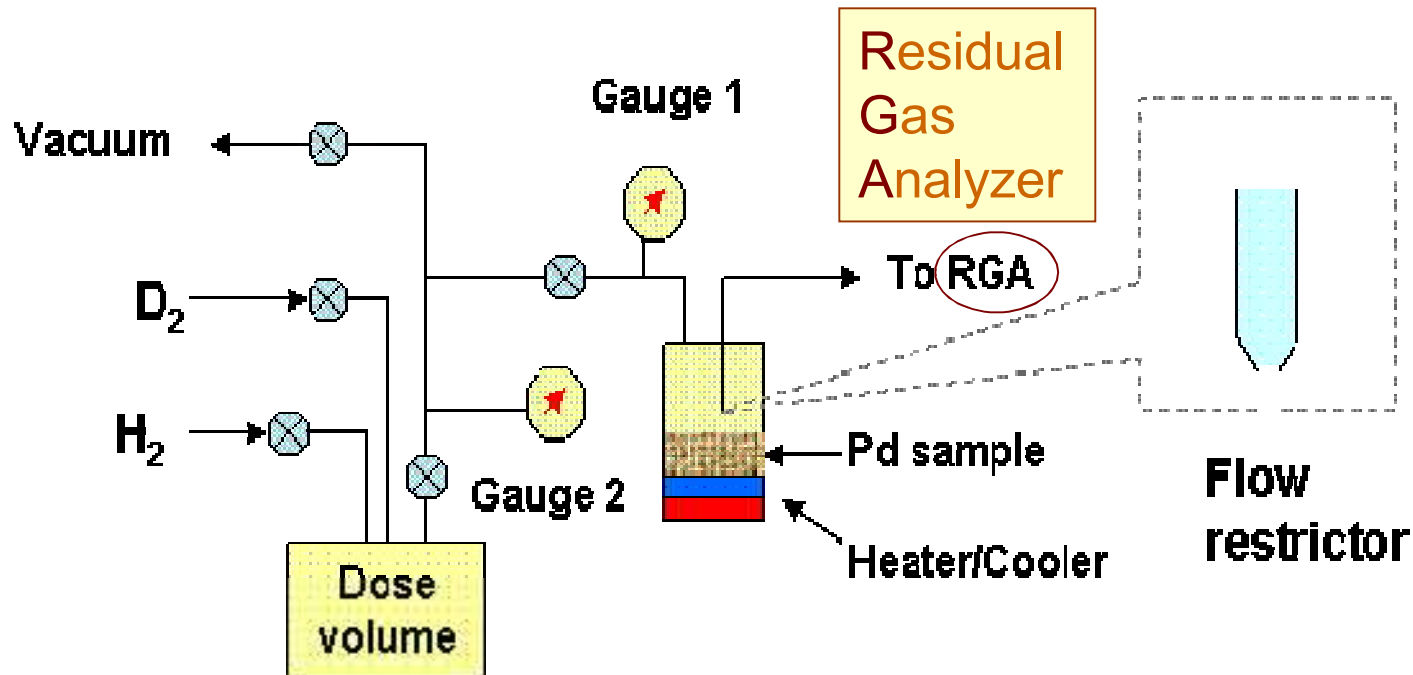 Residual
Gas
Analyzer
Gauge 1
Vacuum
To RGA
D₂
H₂
Gauge 2
Pd sample
Heater/Cooler
Flow
restrictor
Dose
volume